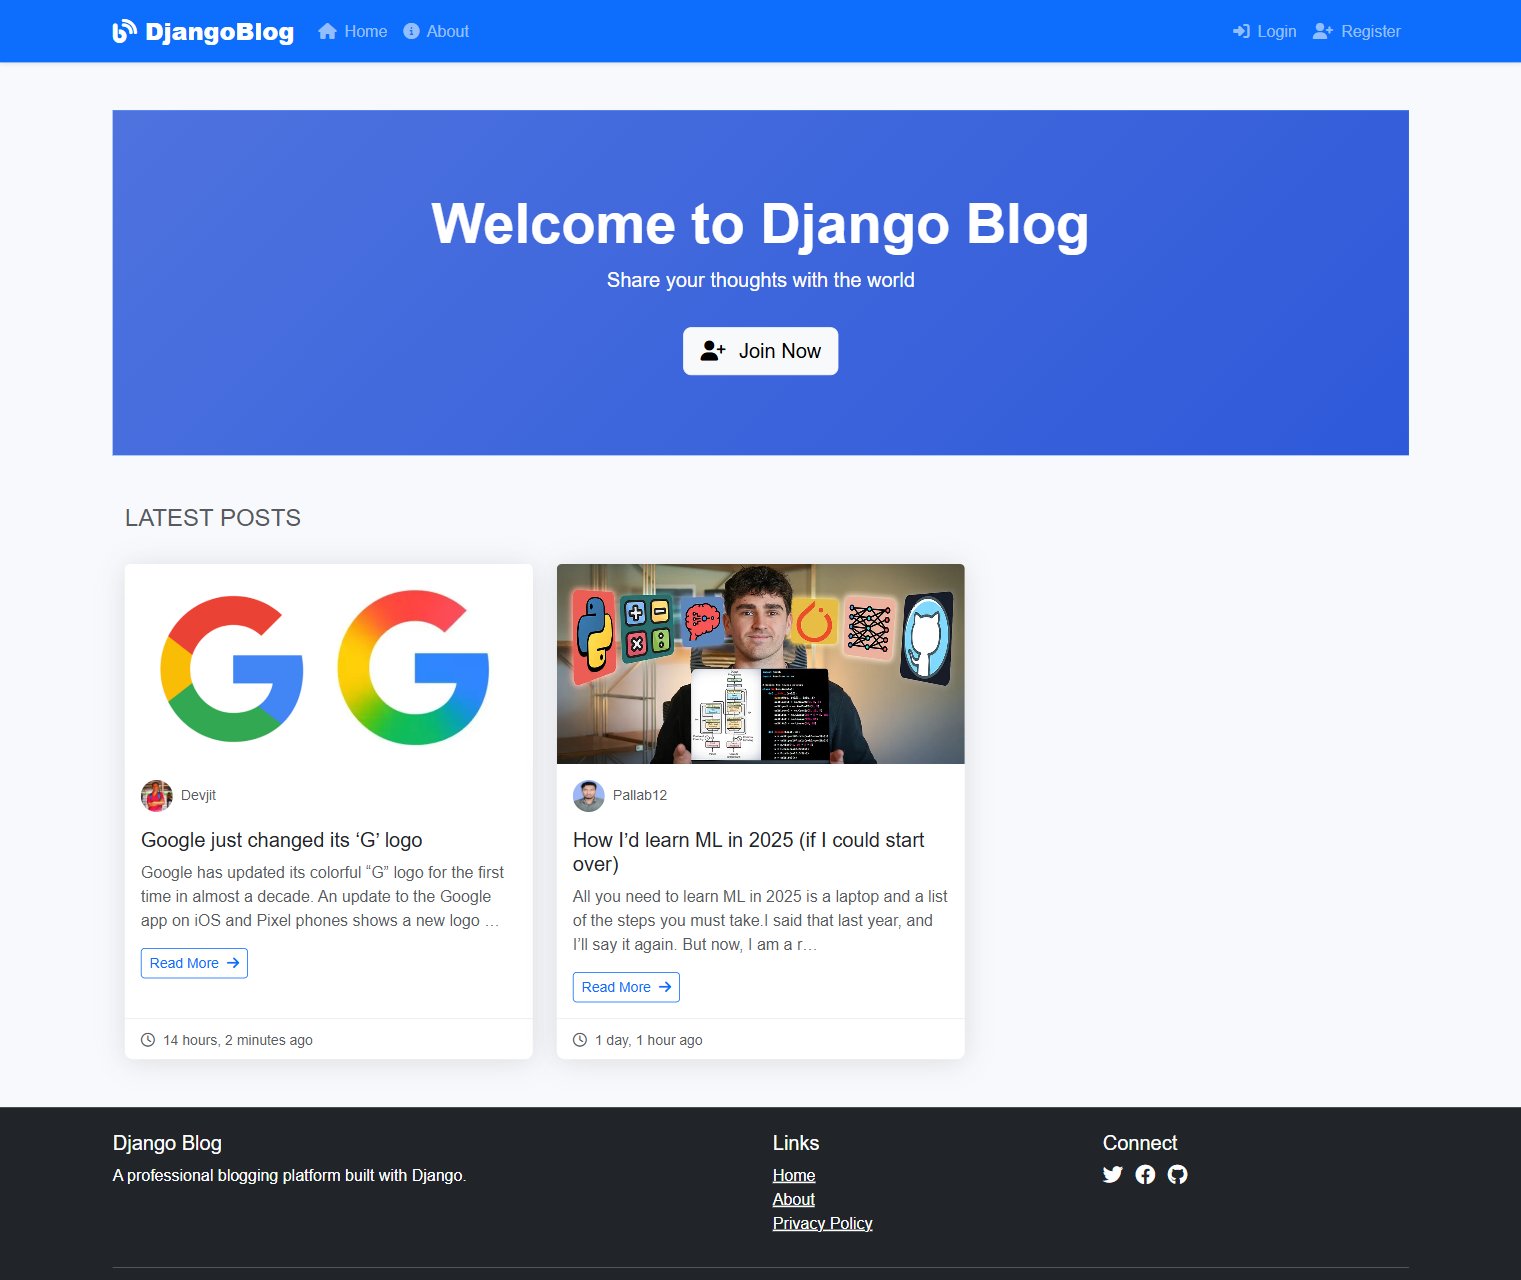 DjangoBlog Home About Login Register
Welcome to Django Blog
Share your thoughts with the world
Join Now
LATEST POSTS
Devjit
Google just changed its ‘G’ logo
Google has updated its colorful “G” logo for the first
time in almost a decade. An update to the Google
app on iOS and Pixel phones shows a new logo …
Read More
14 hours, 2 minutes ago
Pallab12
How I’d learn ML in 2025 (if I could start
over)
All you need to learn ML in 2025 is a laptop and a list
of the steps you must take.I said that last year, and
I’ll say it again. But now, I am a r…
Read More
1 day, 1 hour ago
Django Blog
A professional blogging platform built with Django.
Links
Home
About
Privacy Policy
Connect